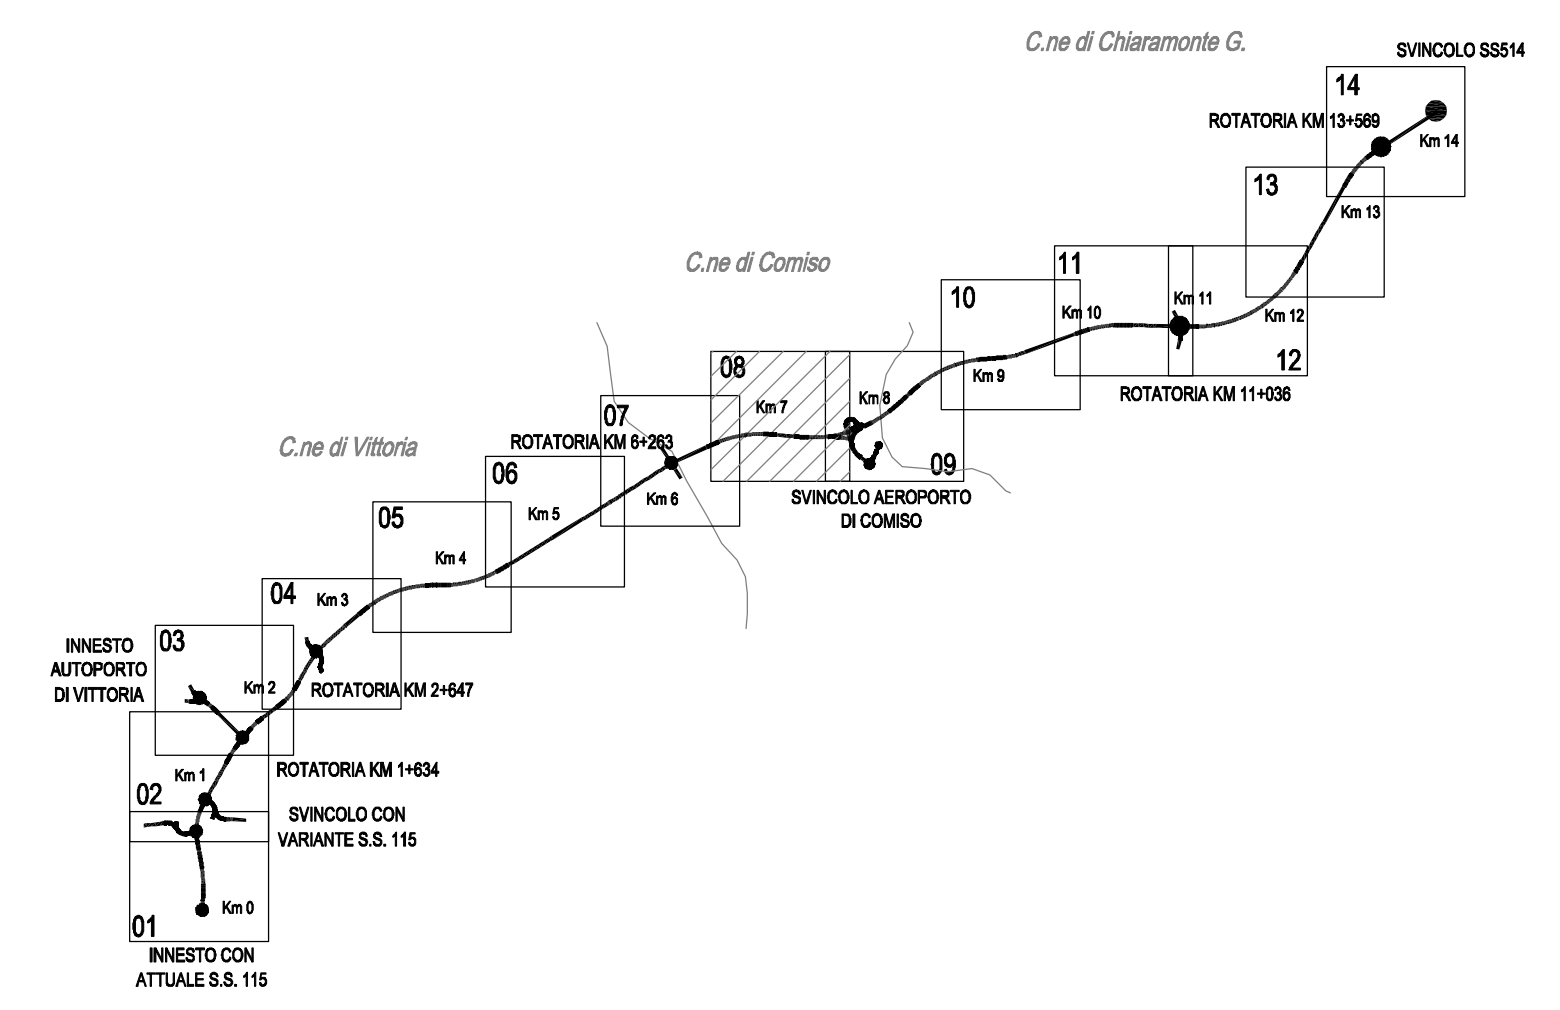 C.ne di Chiaramonte G.
SVINCOLO SS514
14
ROTATORIA KM 13+569
Km 14
13
Km 13
C.ne di Comiso
11
10
Km 11
Km 10
Km 12
12
08
Km 9
ROTATORIA KM 11+036
Km 8
Km 7
07
C.ne di Vittoria
ROTATORIA KM 6+263
09
06
Km 6
SVINCOLO AEROPORTO
DI COMISO
05
Km 5
Km 4
04
Km 3
03
INNESTO
AUTOPORTO
DI VITTORIA
Km 2
ROTATORIA KM 2+647
ROTATORIA KM 1+634
Km 1
02
SVINCOLO CON
VARIANTE S.S. 115
Km 0
01
INNESTO CON
ATTUALE S.S. 115